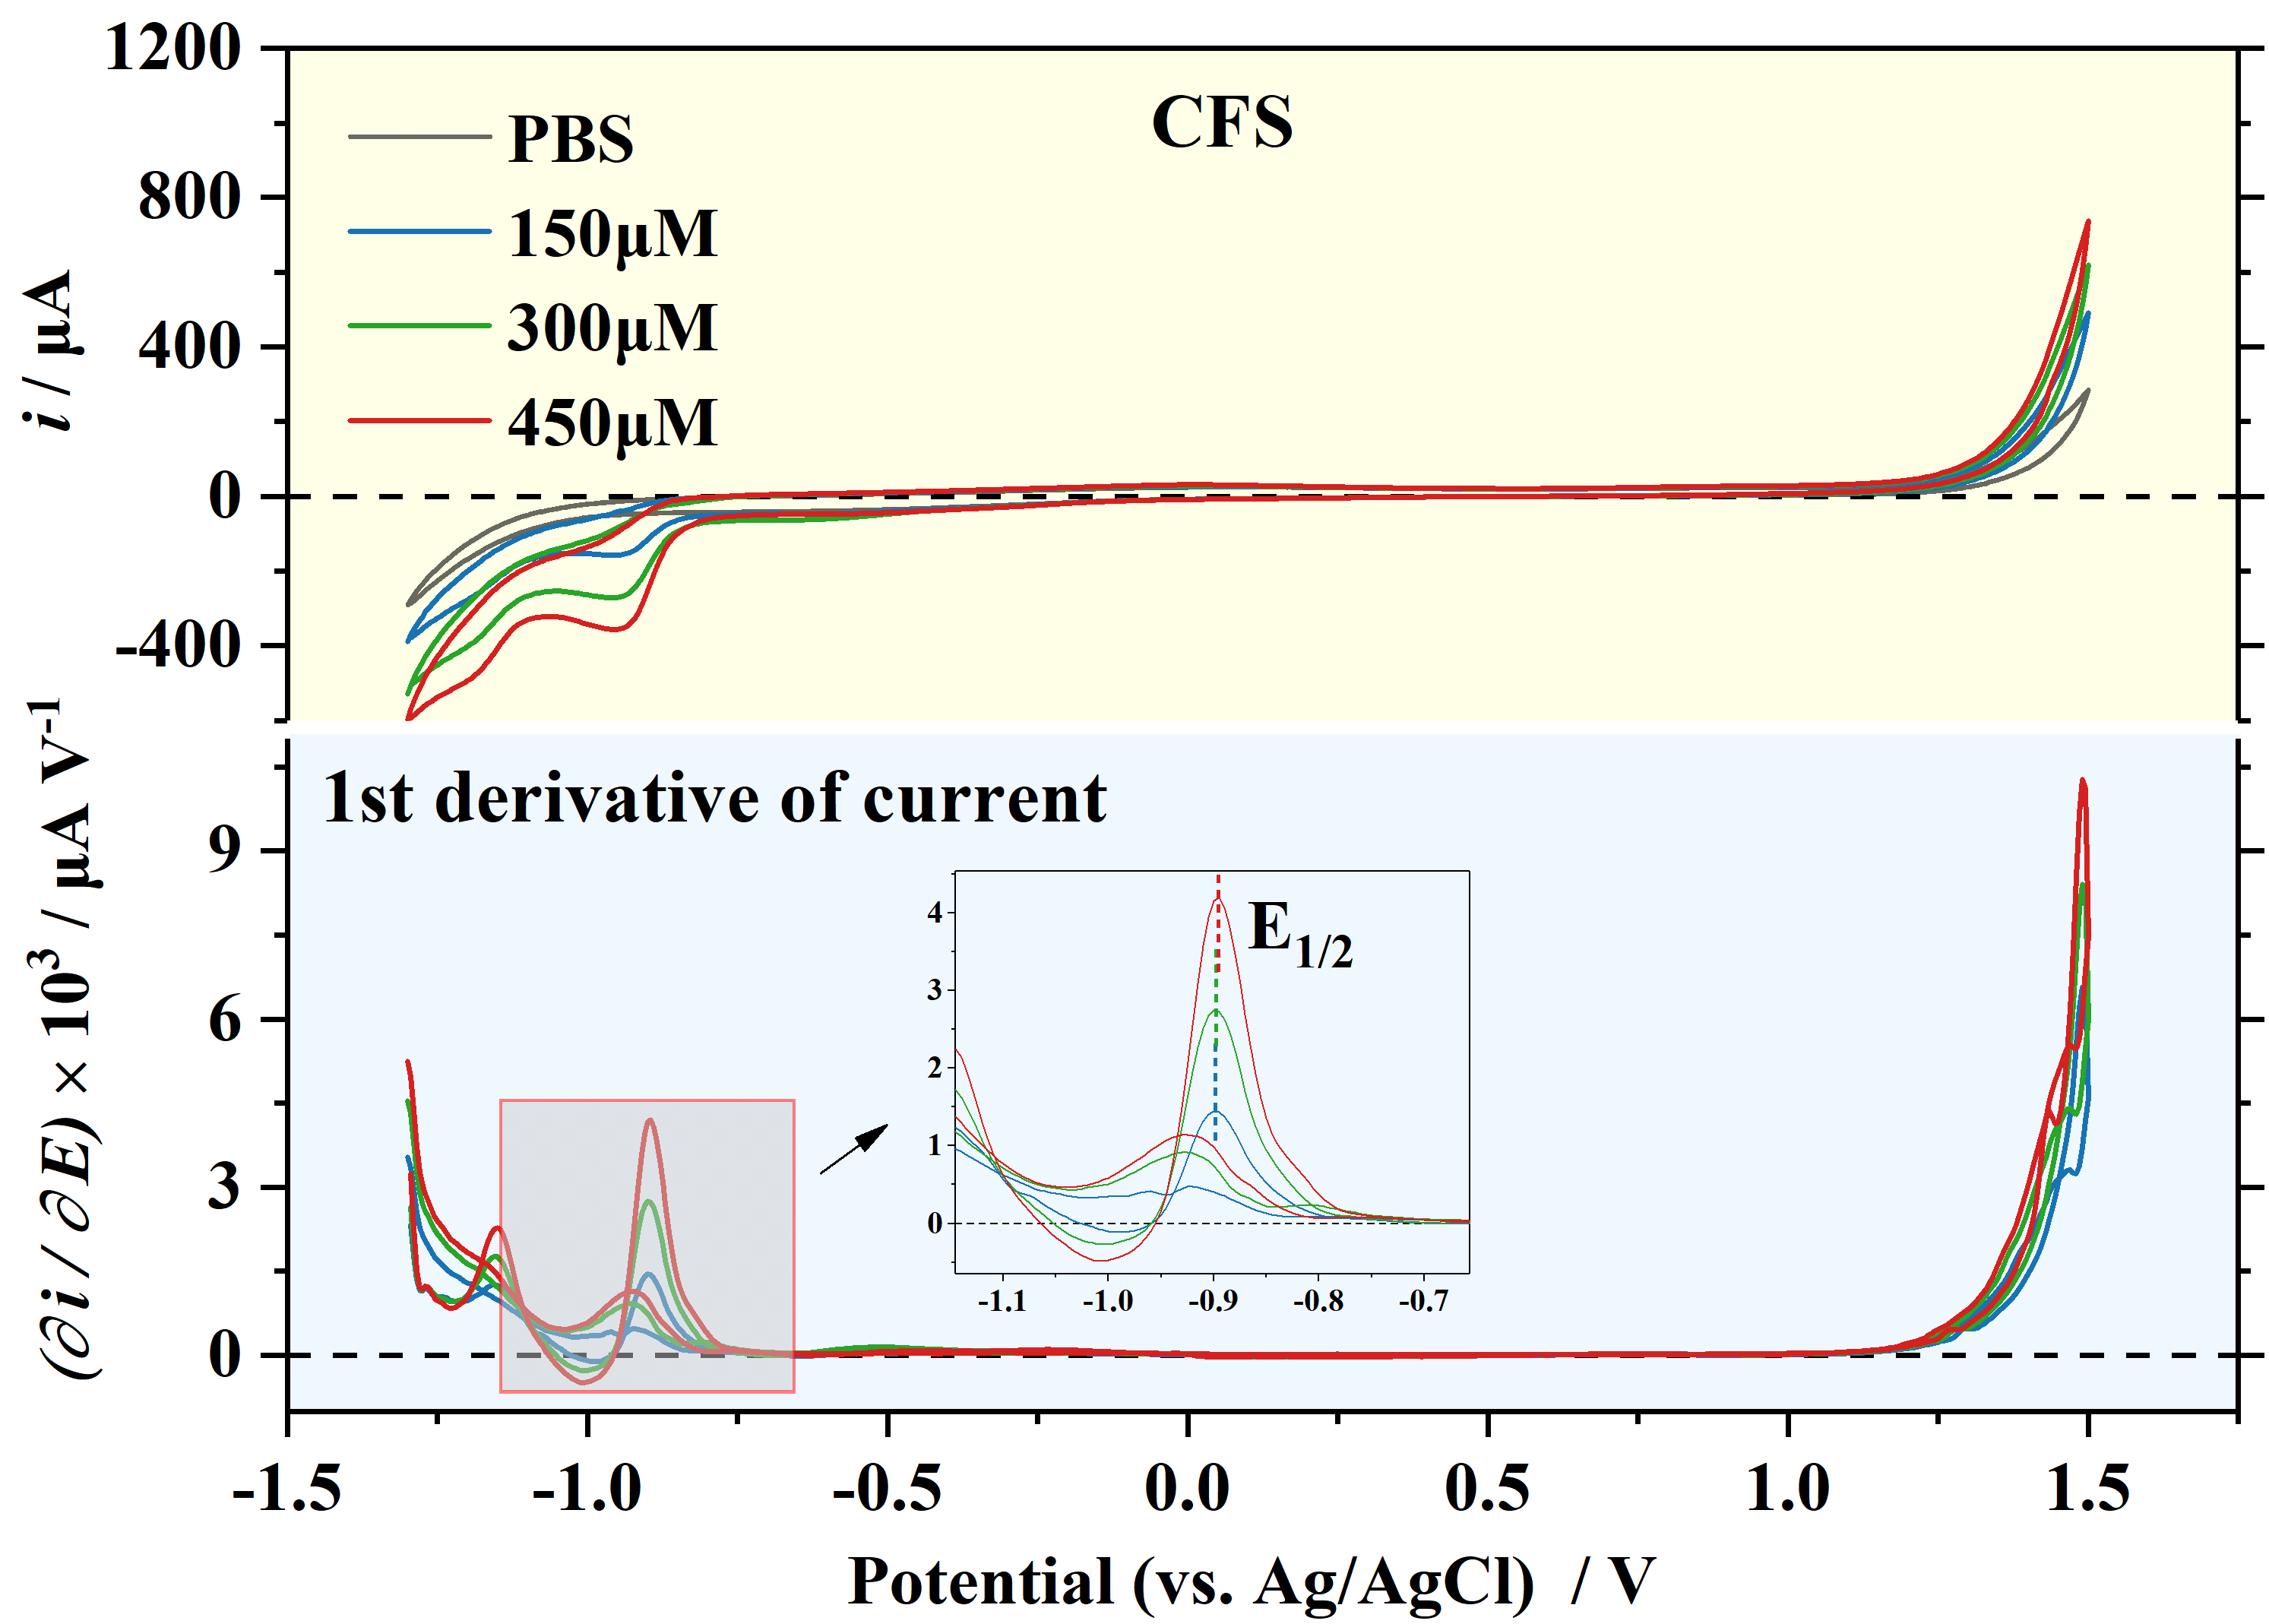 1200
800
400
0
-400
i / μA
CFS
PBS
150μM
300μM
450μM
(∂i / ∂E) × 10³ / μA V⁻¹
1st derivative of current
9
6
3
0
E1/2
4
3
2
1
0
-1.1 -1.0 -0.9 -0.8 -0.7
-1.5 -1.0 -0.5 0.0 0.5 1.0 1.5
Potential (vs. Ag/AgCl) / V